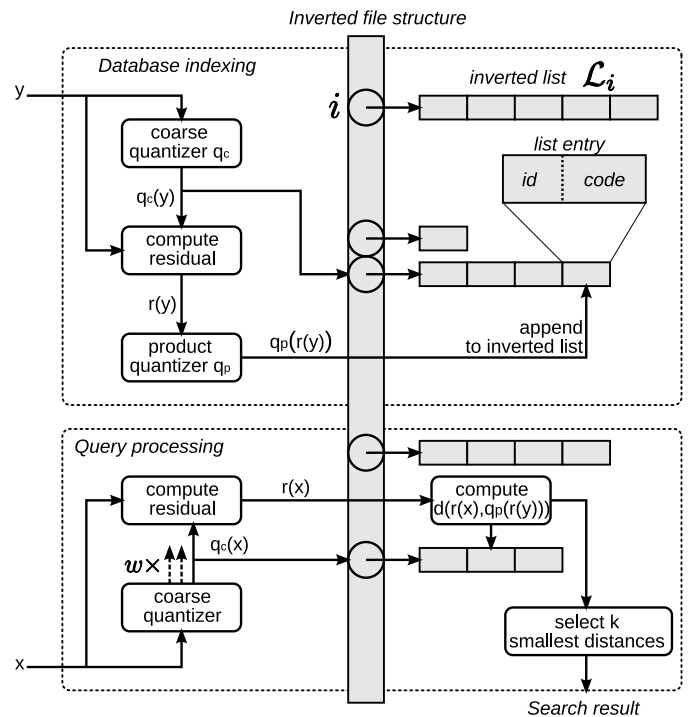 Inverted file structure
Database indexing
y
i
inverted list 𝓛ᵢ
coarse
quantizer qc
list entry
id code
qc(y)
compute
residual
r(y)
product
quantizer qp
qp(r(y))
append
to inverted list
Query processing
compute
residual
r(x)
compute
d(r(x),qp(r(y)))
qc(x)
w×
coarse
quantizer
select k
smallest distances
x
Search result